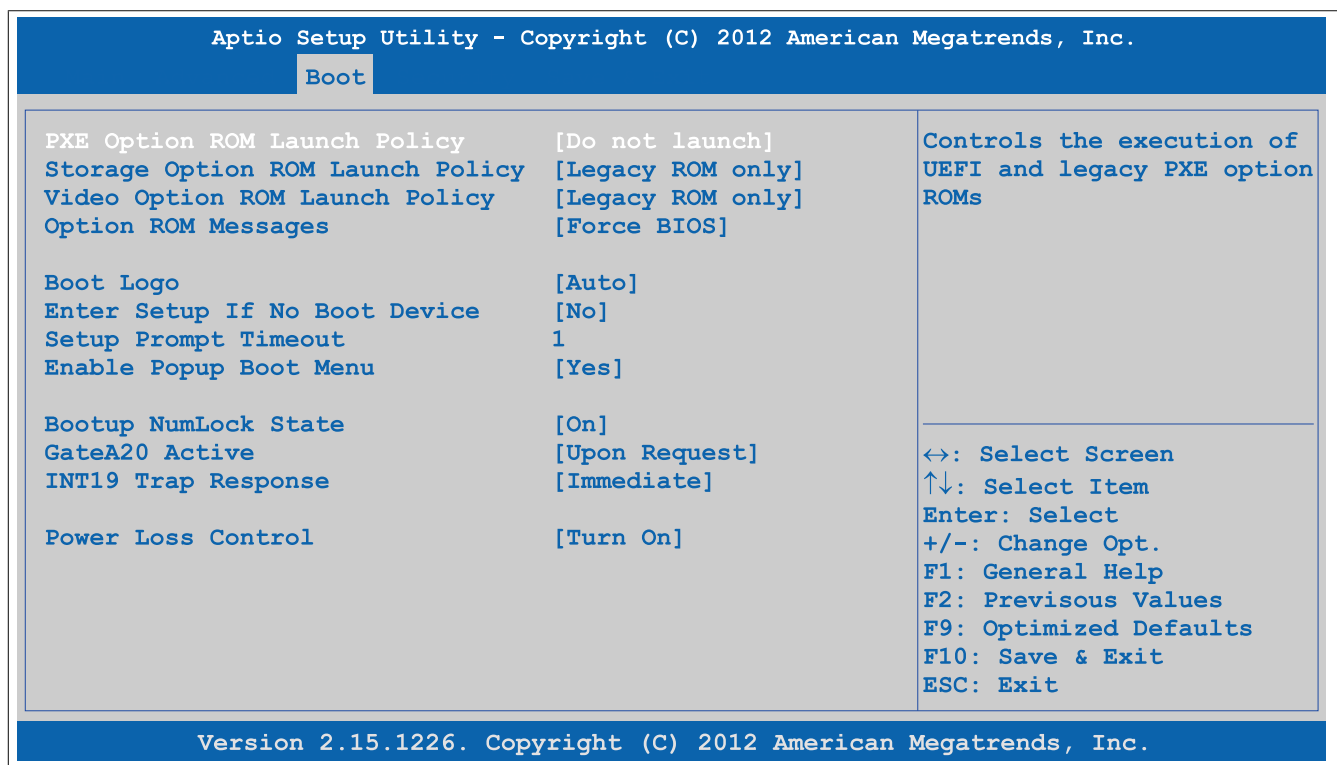 Aptio Setup Utility - Copyright (C) 2012 American Megatrends, Inc.
Boot
PXE Option ROM Launch Policy [Do not launch]
Storage Option ROM Launch Policy [Legacy ROM only]
Video Option ROM Launch Policy [Legacy ROM only]
Option ROM Messages [Force BIOS]
Boot Logo [Auto]
Enter Setup If No Boot Device [No]
Setup Prompt Timeout 1
Enable Popup Boot Menu [Yes]
Bootup NumLock State [On]
GateA20 Active [Upon Request]
INT19 Trap Response [Immediate]
Power Loss Control [Turn On]
Controls the execution of
UEFI and legacy PXE option
ROMs
↔: Select Screen
↑↓: Select Item
Enter: Select
+/-: Change Opt.
F1: General Help
F2: Previsous Values
F9: Optimized Defaults
F10: Save & Exit
ESC: Exit
Version 2.15.1226. Copyright (C) 2012 American Megatrends, Inc.